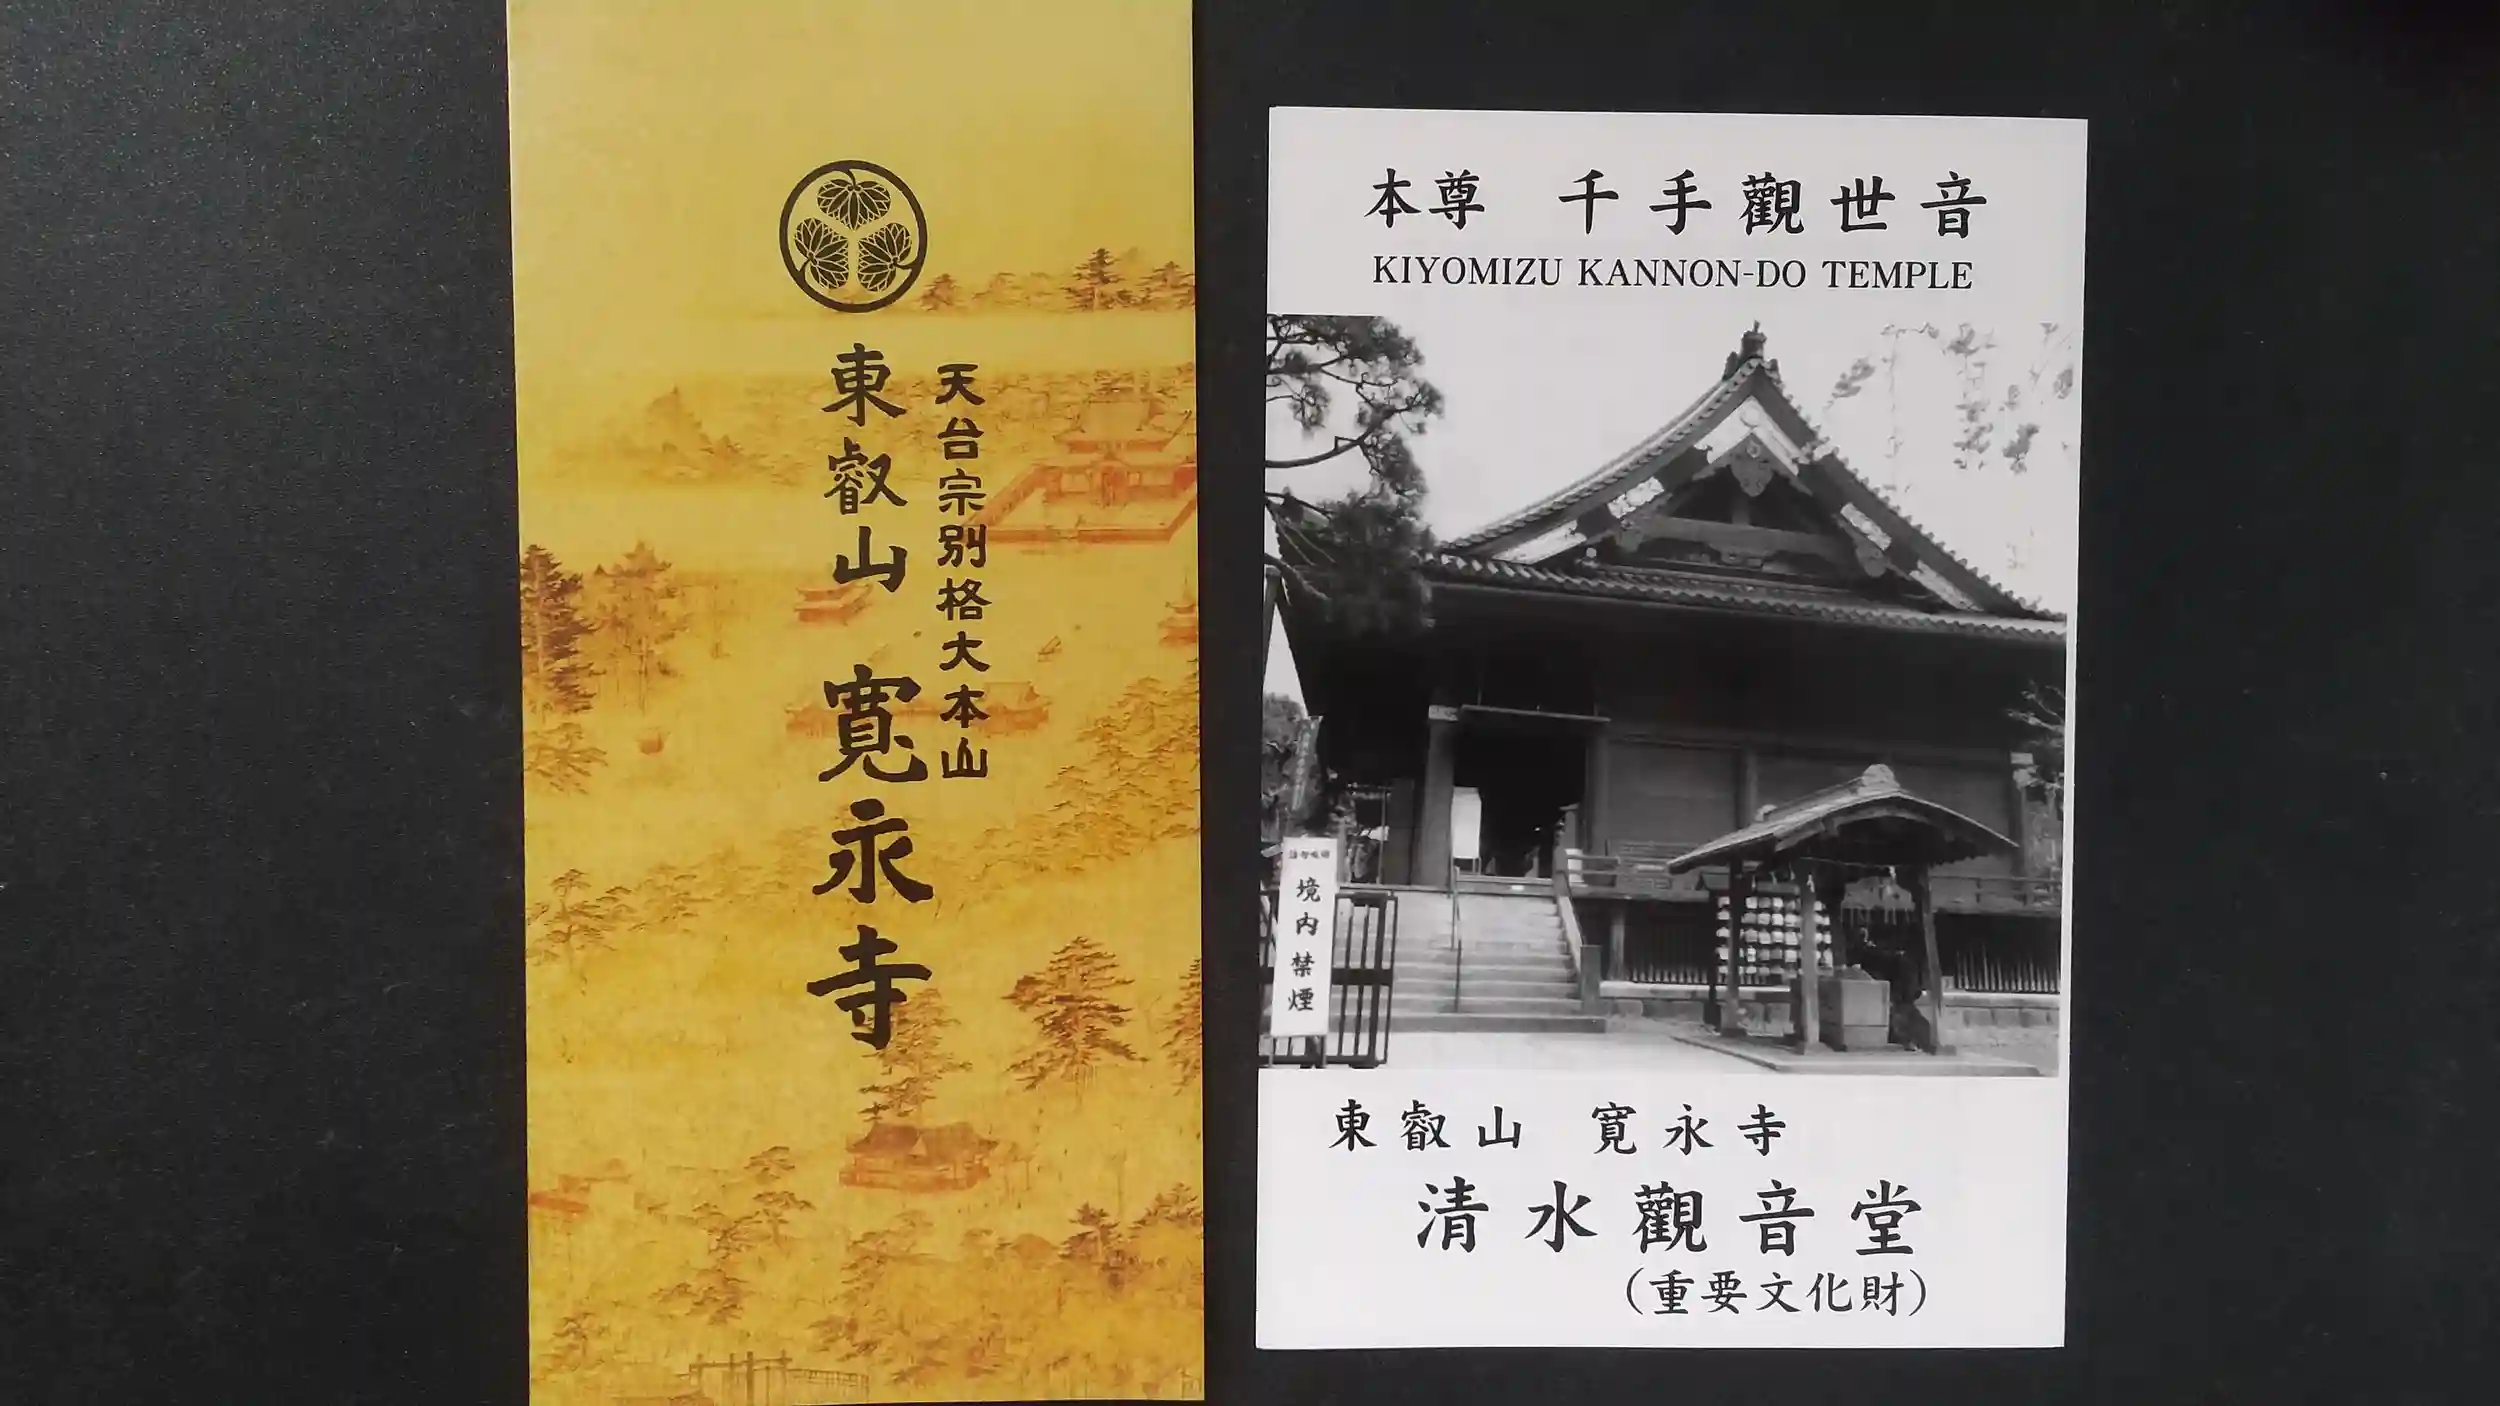 天台宗別格大本山
東叡山 寛永寺
本尊 千手觀世音
KIYOMIZU KANNON-DO TEMPLE
境内禁煙
東叡山 寛永寺
清水觀音堂
(重要文化財)